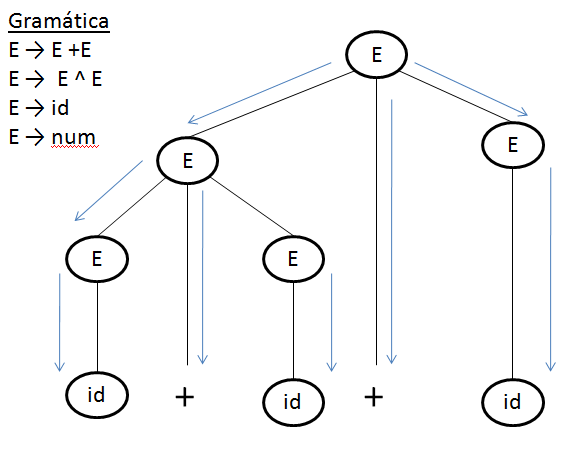 Gramática
E → E +E
E → E ^ E
E → id
E → num
E
E
E
E
E
id
+
id
+
id